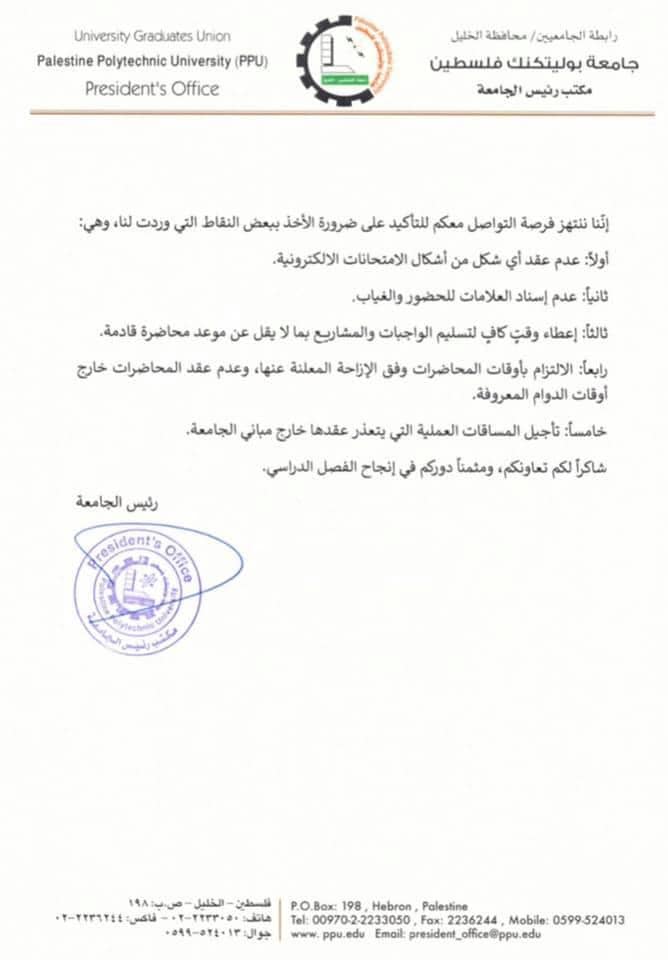 University Graduates Union
Palestine Polytechnic University (PPU)
President's Office
رابطة الجامعيين/ محافظة الخليل
جامعة بوليتكنك فلسطين
مكتب رئيس الجامعة
إنّنا ننتهز فرصة التواصل معكم للتأكيد على ضرورة الأخذ ببعض النقاط التي وردت لنا، وهي:
أولاً: عدم عقد أي شكل من أشكال الامتحانات الالكترونية.
ثانياً: عدم إسناد العلامات للحضور والغياب.
ثالثاً: إعطاء وقتٍ كافٍ لتسليم الواجبات والمشاريع بما لا يقل عن موعد محاضرة قادمة.
رابعاً: الالتزام بأوقات المحاضرات وفق الإزاحة المعلنة عنها، وعدم عقد المحاضرات خارج
أوقات الدوام المعروفة.
خامساً: تأجيل المساقات العملية التي يتعذر عقدها خارج مباني الجامعة.
شاكراً لكم تعاونكم، ومثمناً دوركم في إنجاح الفصل الدراسي.
رئيس الجامعة
President's Office
Palestine Polytechnic University
مكتب رئيس الجامعة
فلسطين – الخليل – ص.ب: ١٩٨
هاتف: ٢٢٣٣٠٥٠-٠٢ – فاكس: ٢٢٣٦٢٤٤-٠٢
جوال: ٥٢٤٠١٣-٠٥٩٩
P.O.Box: 198 , Hebron , Palestine
Tel: 00970-2-2233050 , Fax: 2236244 , Mobile: 0599-524013
www. ppu.edu Email: president_office@ppu.edu